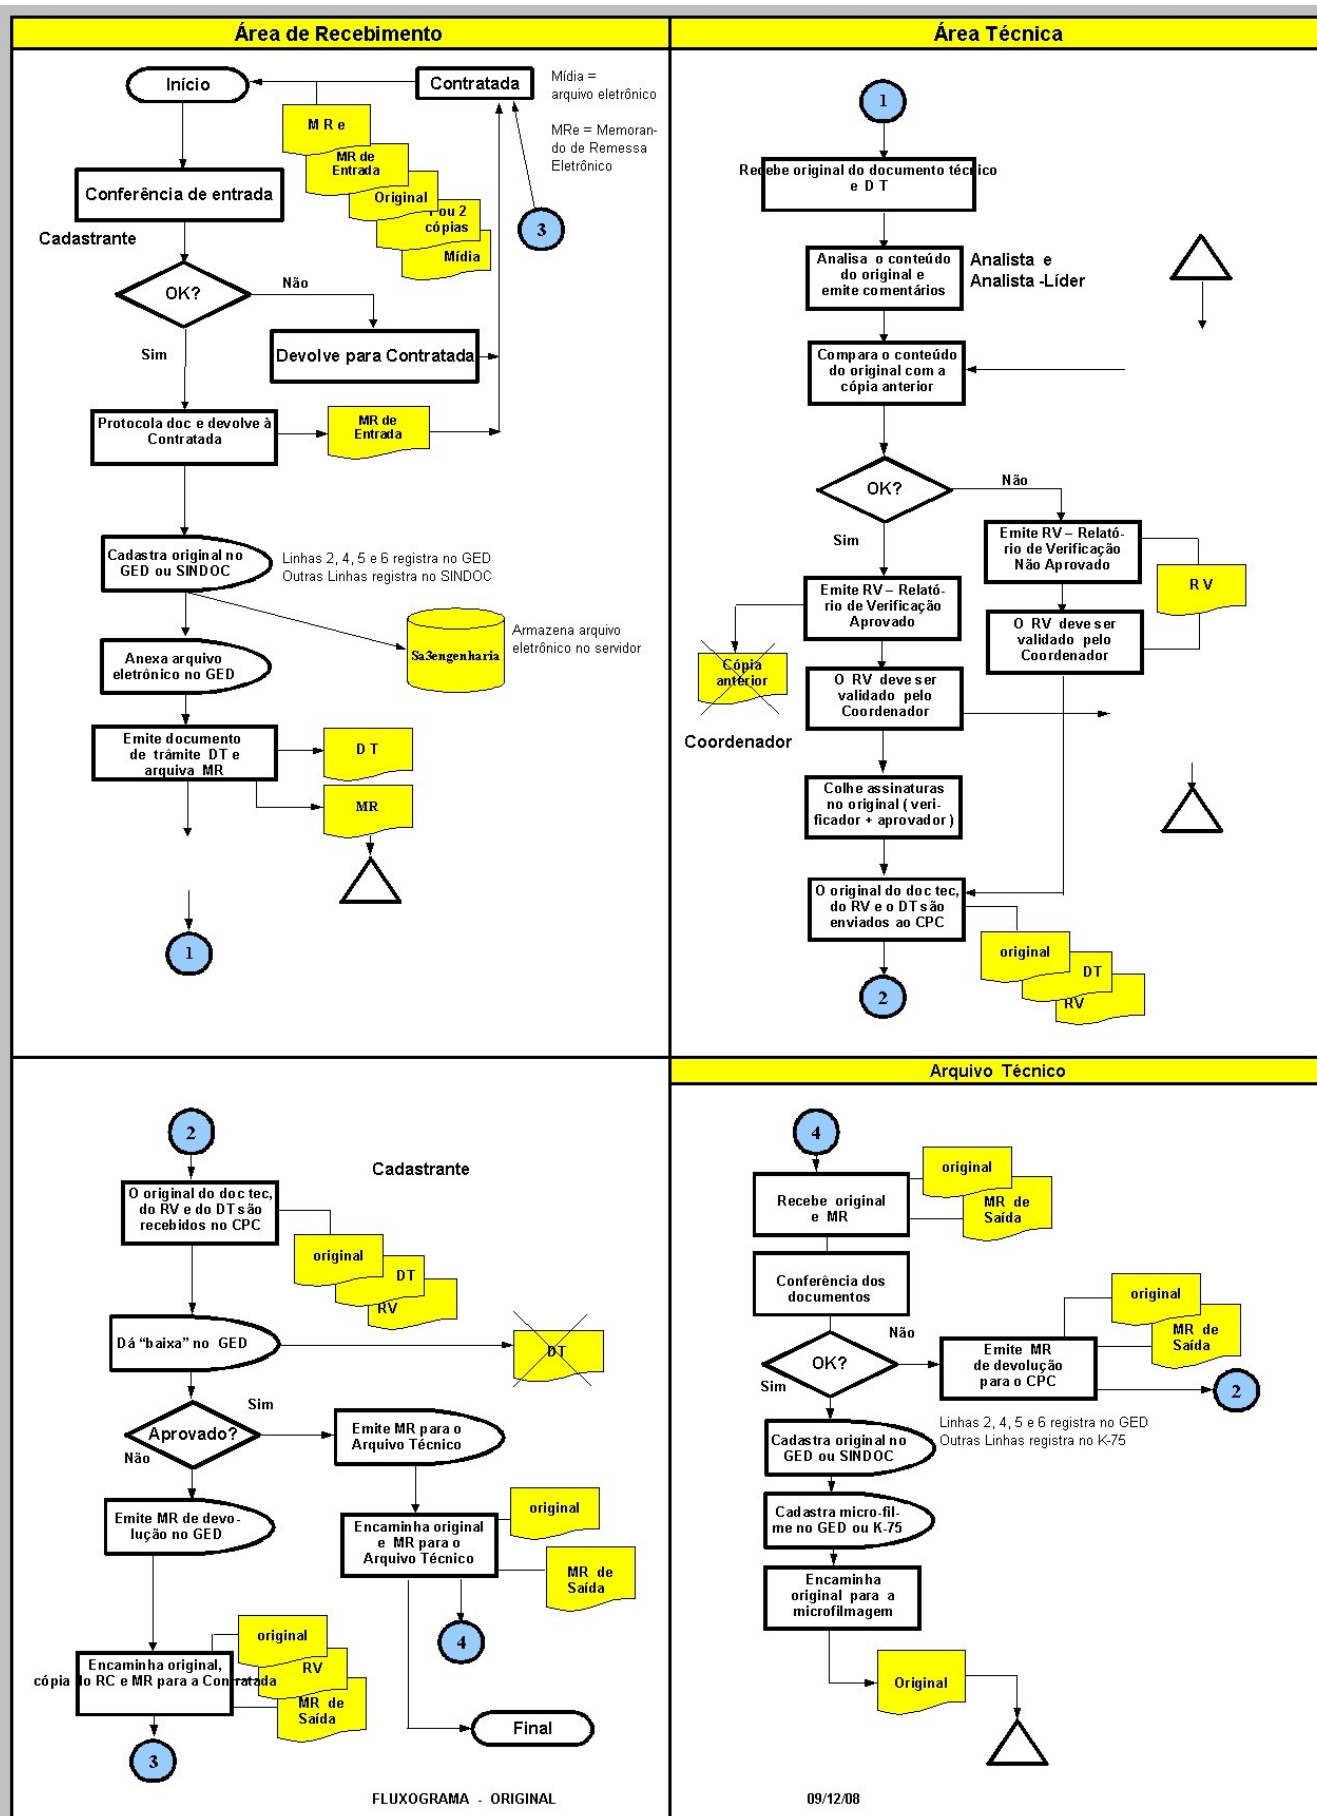 Área de Recebimento
Início
Contratada
Mídia =
arquivo eletrônico
MRe = Memoran-
do de Remessa
Eletrônico
M R e
MR de
Entrada
Original
1 ou 2
cópias
Mídia
3
Conferência de entrada
Cadastrante
OK?
Não
Sim
Devolve para Contratada
Protocola doc e devolve à
Contratada
MR de
Entrada
Cadastra original no
GED ou SINDOC
Linhas 2, 4, 5 e 6 registra no GED
Outras Linhas registra no SINDOC
Sa3engenharia
Armazena arquivo
eletrônico no servidor
Anexa arquivo
eletrônico no GED
Emite documento
de trâmite DT e
arquiva MR
D T
MR
1
Área Técnica
1
Recebe original do documento técnico
e D T
Analisa o conteúdo
do original e
emite comentários
Analista e
Analista -Líder
Compara o conteúdo
do original com a
cópia anterior
OK?
Não
Sim
Emite RV – Relató-
rio de Verificação
Não Aprovado
R V
Emite RV – Relató-
rio de Verificação
Aprovado
O RV deve ser
validado pelo
Coordenador
Cópia
anterior
O RV deve ser
validado pelo
Coordenador
Coordenador
Colhe assinaturas
no original ( veri-
ficador + aprovador )
O original do doc tec,
do RV e o DT são
enviados ao CPC
original
DT
RV
2
2
Cadastrante
O original do doc tec,
do RV e do DT são
recebidos no CPC
original
DT
RV
Dá “baixa” no GED
DT
Aprovado?
Sim
Não
Emite MR para o
Arquivo Técnico
Emite MR de devo-
lução no GED
Encaminha original
e MR para o
Arquivo Técnico
original
MR de
Saída
4
Encaminha original,
cópia do RC e MR para a Contratada
original
RV
MR de
Saída
3
Final
FLUXOGRAMA - ORIGINAL
Arquivo Técnico
4
Recebe original
e MR
original
MR de
Saída
Conferência dos
documentos
OK?
Não
Sim
Emite MR
de devolução
para o CPC
original
MR de
Saída
2
Linhas 2, 4, 5 e 6 registra no GED
Outras Linhas registra no K-75
Cadastra original no
GED ou SINDOC
Cadastra micro-fil-
me no GED ou K-75
Encaminha
original para a
microfilmagem
Original
09/12/08